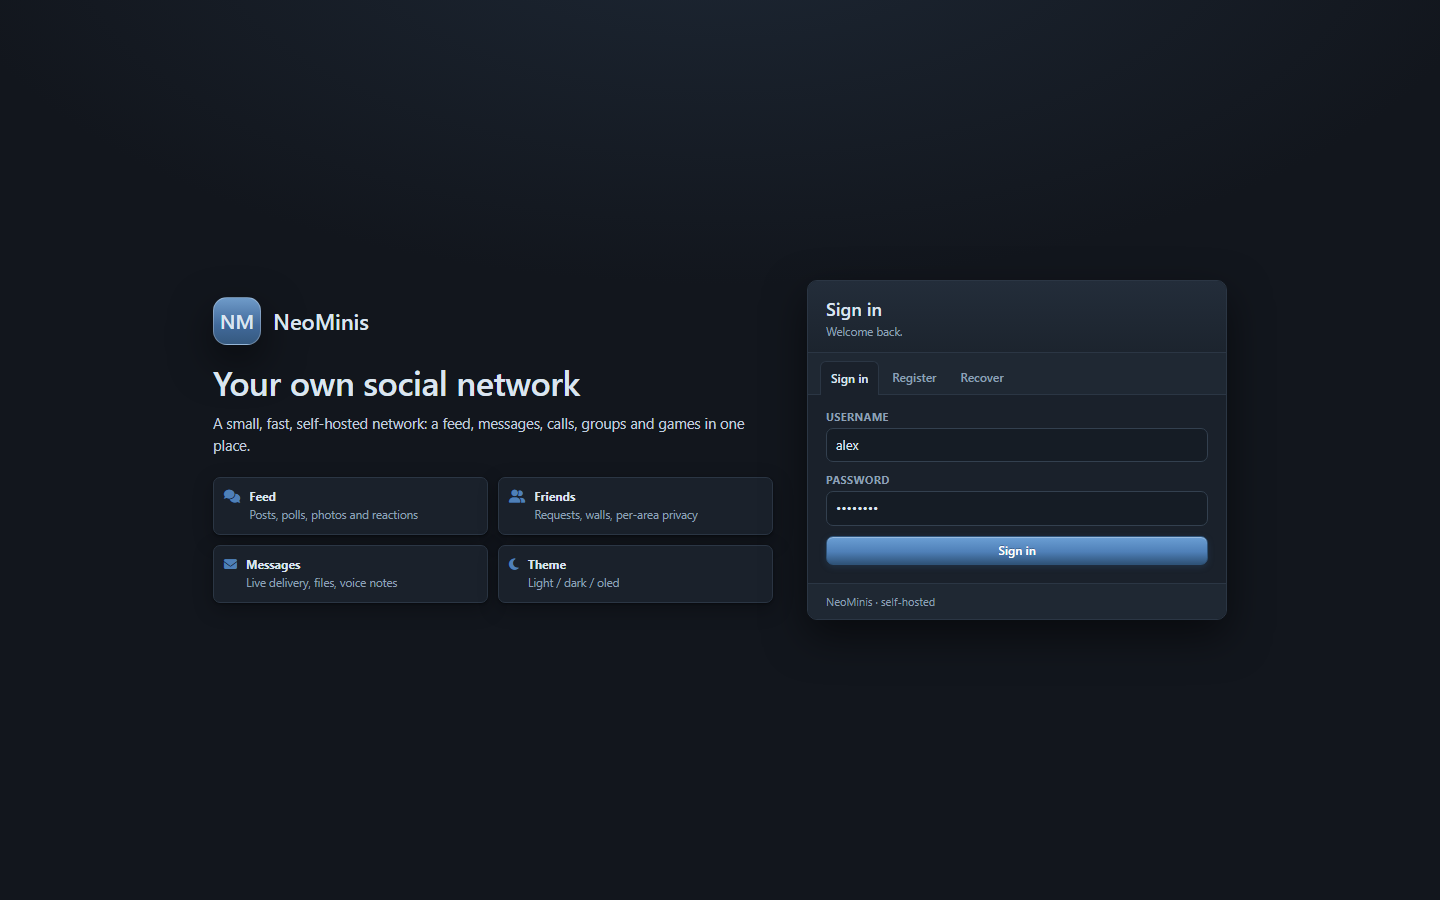 NM
NeoMinis
Your own social network
A small, fast, self-hosted network: a feed, messages, calls, groups and games in one
place.
Feed
Posts, polls, photos and reactions
Friends
Requests, walls, per-area privacy
Messages
Live delivery, files, voice notes
Theme
Light / dark / oled
Sign in
Welcome back.
Sign in
Register
Recover
USERNAME
alex
PASSWORD
••••••••
Sign in
NeoMinis · self-hosted